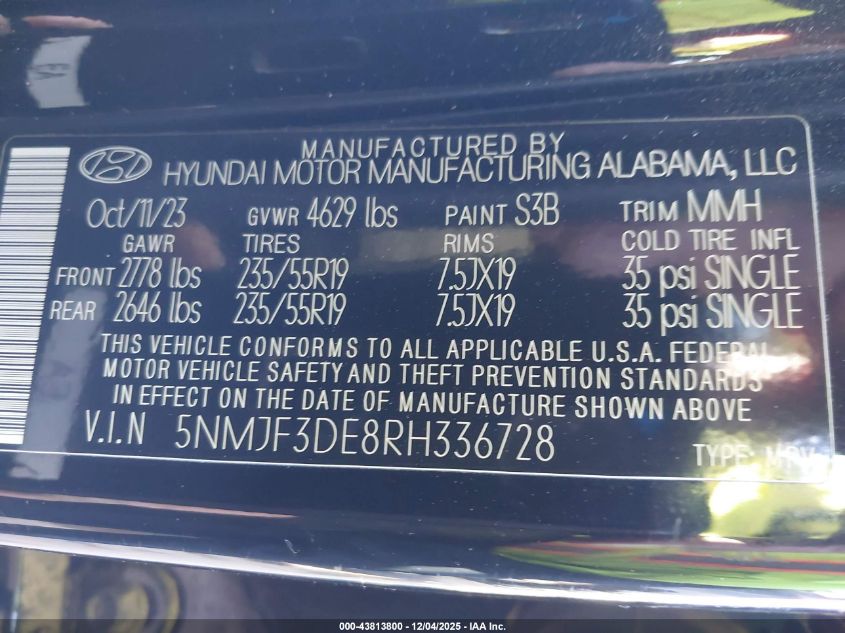 MANUFACTURED BY
HYUNDAI MOTOR MANUFACTURING ALABAMA, LLC
Oct/11/23 GVWR 4629 lbs PAINT S3B TRIM MMH
GAWR TIRES RIMS COLD TIRE INFL
FRONT 2778 lbs 235/55R19 7.5JX19 35 psi SINGLE
REAR 2646 lbs 235/55R19 7.5JX19 35 psi SINGLE
THIS VEHICLE CONFORMS TO ALL APPLICABLE U.S.A. FEDERAL
MOTOR VEHICLE SAFETY AND THEFT PREVENTION STANDARDS
IN EFFECT ON THE DATE OF MANUFACTURE SHOWN ABOVE
V.I.N 5NMJF3DE8RH336728 TYPE: MPV
000-43813800 - 12/04/2025 - IAA Inc.